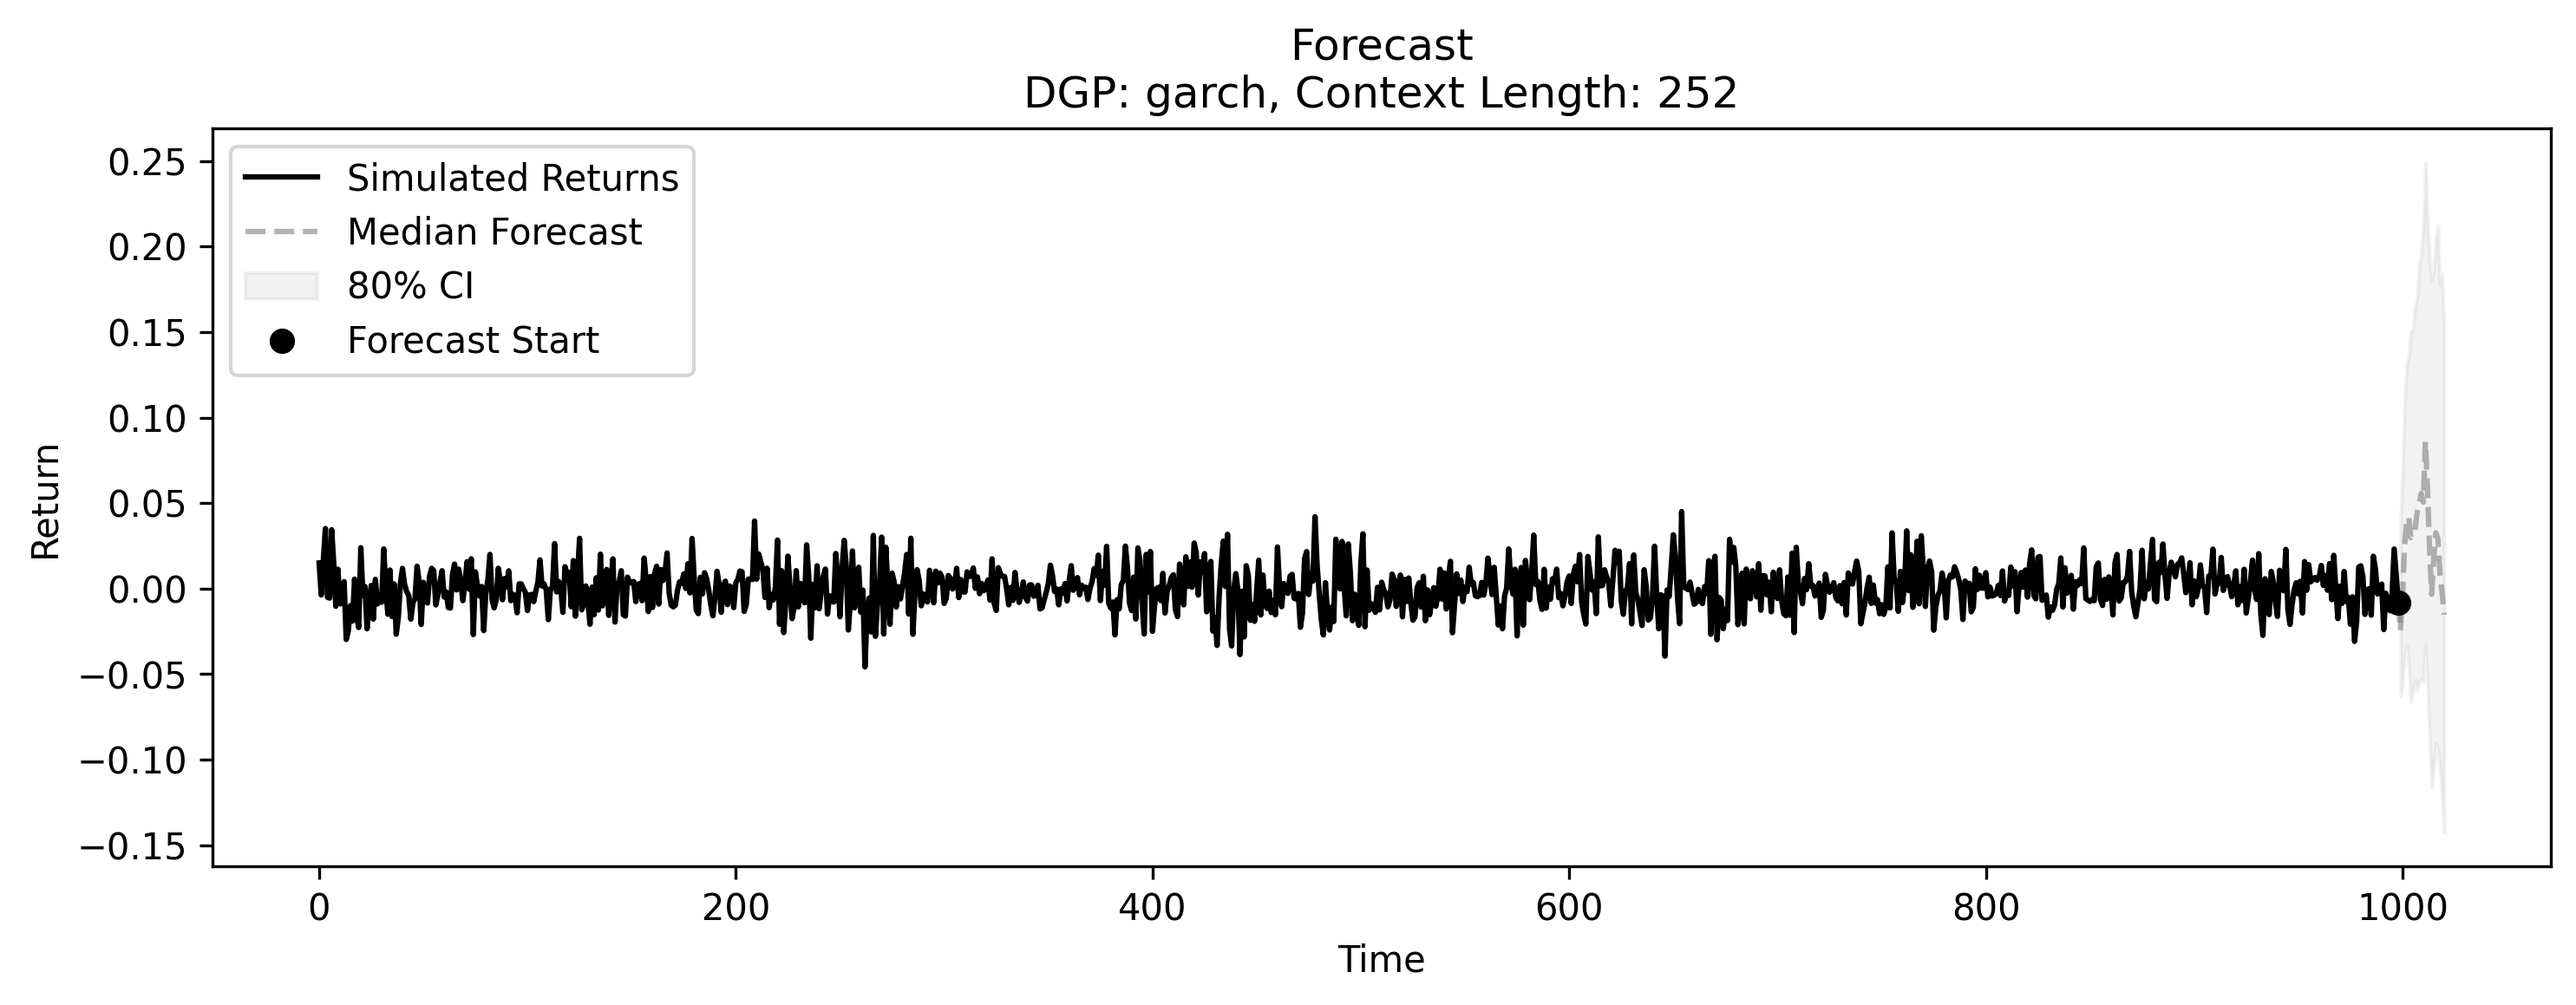 Forecast
DGP: garch, Context Length: 252
Simulated Returns
Median Forecast
80% CI
Forecast Start
Return
0.25
0.20
0.15
0.10
0.05
0.00
−0.05
−0.10
−0.15
0 200 400 600 800 1000
Time